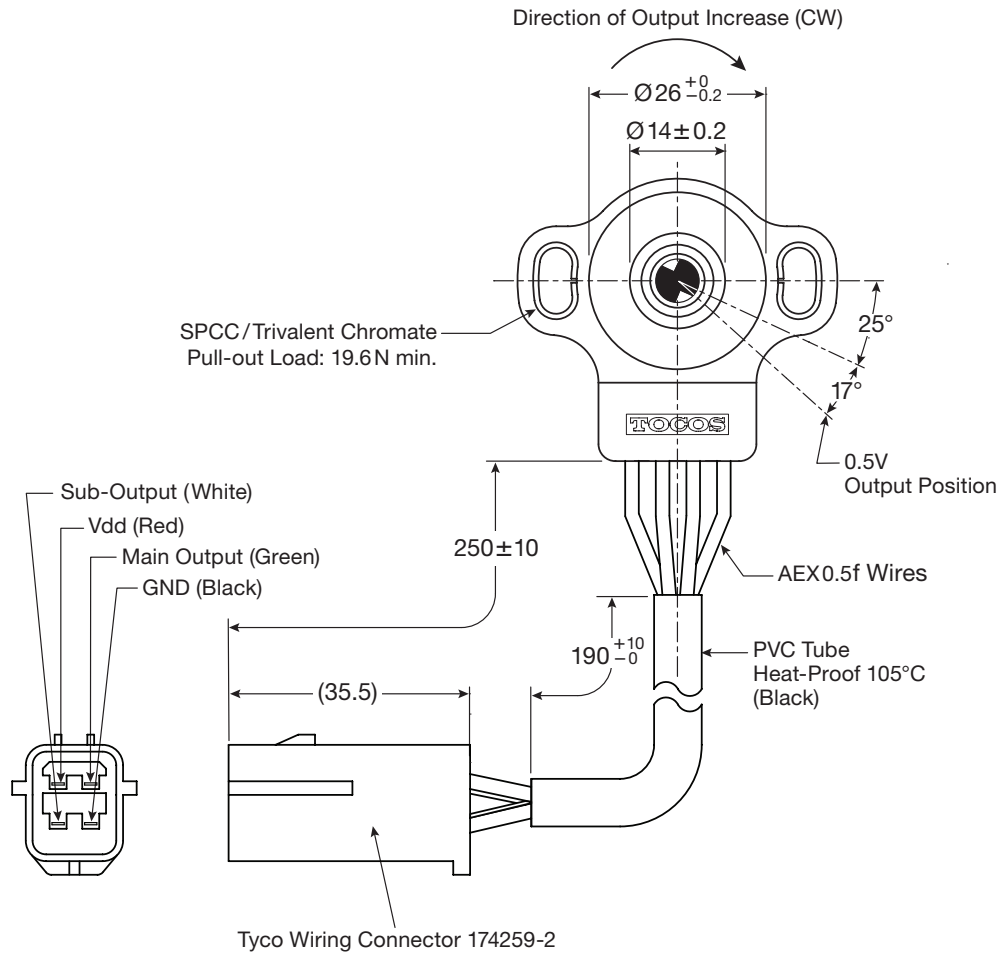 Direction of Output Increase (CW)
Ø26 +0 −0.2
Ø14±0.2
SPCC/Trivalent Chromate
Pull-out Load: 19.6N min.
25°
17°
TOCOS
0.5V
Output Position
Sub-Output (White)
Vdd (Red)
Main Output (Green)
GND (Black)
250±10
AEX0.5f Wires
190 +10 −0
PVC Tube
Heat-Proof 105°C
(Black)
(35.5)
Tyco Wiring Connector 174259-2